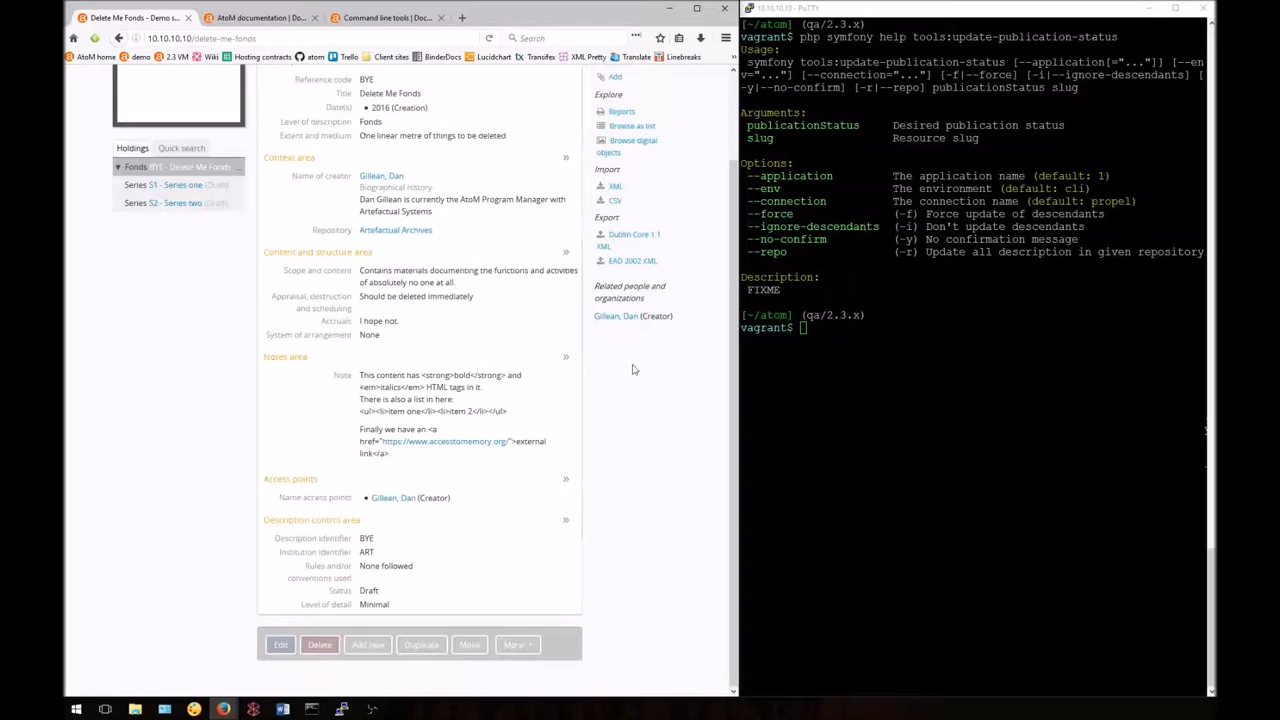 Delete Me Fonds - Demo s...
AtoM documentation | Do...
Command line tools | Doc...
10.10.10.10/delete-me-fonds
Search
AtoM home
demo
2.3 VM
Hosting contracts
atom
Trello
Client sites
BinderDocs
Lucidchart
Transifex
XML Pretty
Translate
Linebreaks
Holdings
Quick search
Fonds BYE - Delete Me Fonds ...
Series S1 - Series one (Draft)
Series S2 - Series two (Draft)
Reference code BYE
Title Delete Me Fonds
Date(s) • 2016 (Creation)
Level of description Fonds
Extent and medium One linear metre of things to be deleted
Context area »
Name of creator Gillean, Dan
Biographical history.
Dan Gillean is currently the AtoM Program Manager with
Artefactual Systems
Repository Artefactual Archives
Content and structure area »
Scope and content Contains materials documenting the functions and activities
of absolutely no one at all.
Appraisal, destruction Should be deleted immediately
and scheduling
Accruals I hope not.
System of arrangement None
Notes area »
Note This content has <strong>bold</strong> and
<em>italics</em> HTML tags in it.
There is also a list in here:
<ul><li>item one</li><li>item 2</li></ul>
Finally we have an <a
href="https://www.accesstomemory.org/">external
link</a>.
Access points »
Name access points • Gillean, Dan (Creator)
Description control area »
Description identifier BYE
Institution identifier ART
Rules and/or None followed
conventions used
Status Draft
Level of detail Minimal
Edit
Delete
Add new
Duplicate
Move
More
Add
Explore
Reports
Browse as list
Browse digital
objects
Import
XML
CSV
Export
Dublin Core 1.1
XML
EAD 2002 XML
Related people and
organizations
Gillean, Dan (Creator)
10.10.10.10 - PuTTY
[~/atom] (qa/2.3.x)
vagrant$ php symfony help tools:update-publication-status
Usage:
symfony tools:update-publication-status [--application[="..."]] [--en
v="..."] [--connection="..."] [-f|--force] [-i|--ignore-descendants] [
-y|--no-confirm] [-r|--repo] publicationStatus slug
Arguments:
publicationStatus Desired publication status
slug Resource slug
Options:
--application The application name (default: 1)
--env The environment (default: cli)
--connection The connection name (default: propel)
--force (-f) Force update of descendants
--ignore-descendants (-i) Don't update descendants
--no-confirm (-y) No confirmation message
--repo (-r) Update all description in given repository
Description:
FIXME
[~/atom] (qa/2.3.x)
vagrant$